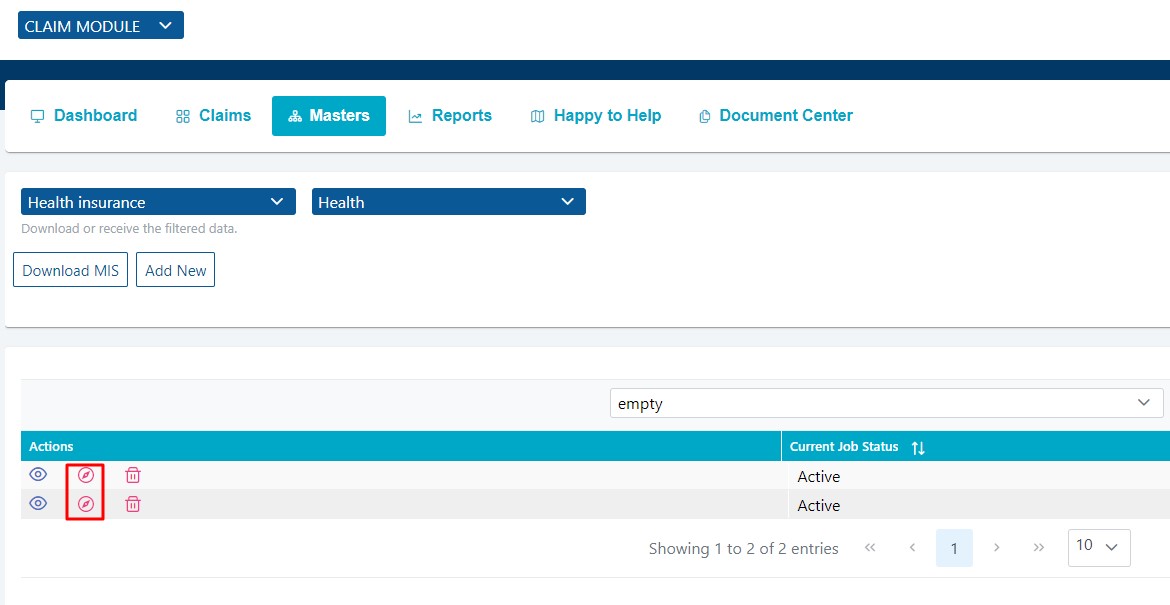 CLAIM MODULE
Dashboard Claims Masters Reports Happy to Help Document Center
Health insurance Health
Download or receive the filtered data.
Download MIS Add New
empty
Actions Current Job Status
Active
Active
Showing 1 to 2 of 2 entries « ‹ 1 › » 10